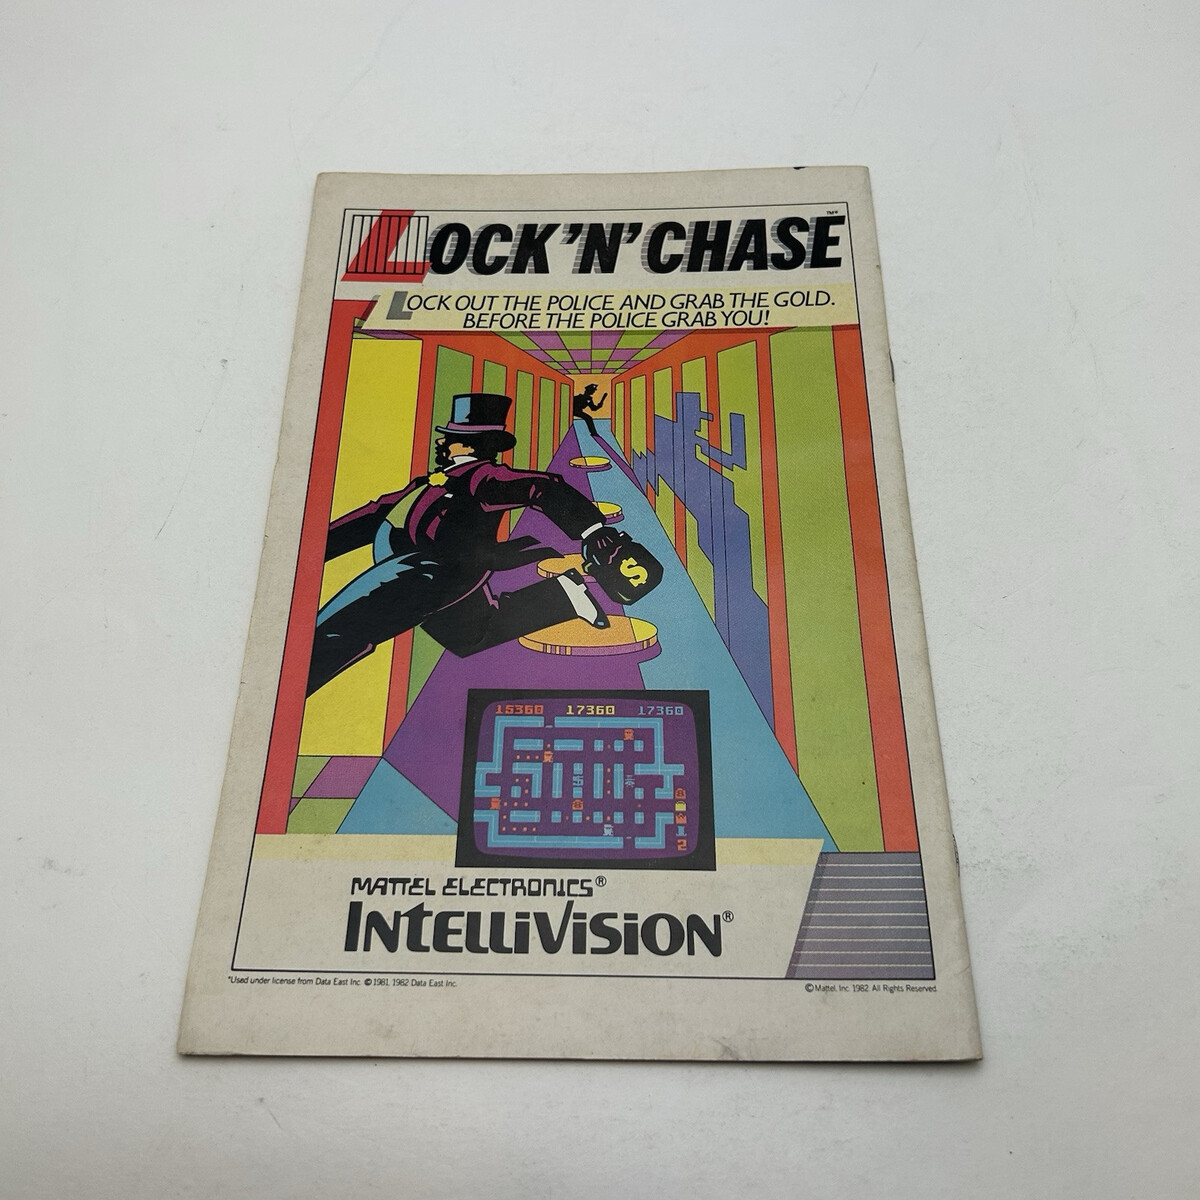 LOCK 'N' CHASE™*
LOCK OUT THE POLICE AND GRAB THE GOLD.
BEFORE THE POLICE GRAB YOU!
$
15360 17360 17360
2
MATTEL ELECTRONICS®
INTELLIVISION®
*Used under license from Data East Inc. © 1981, 1982 Data East Inc.
© Mattel, Inc. 1982. All Rights Reserved.